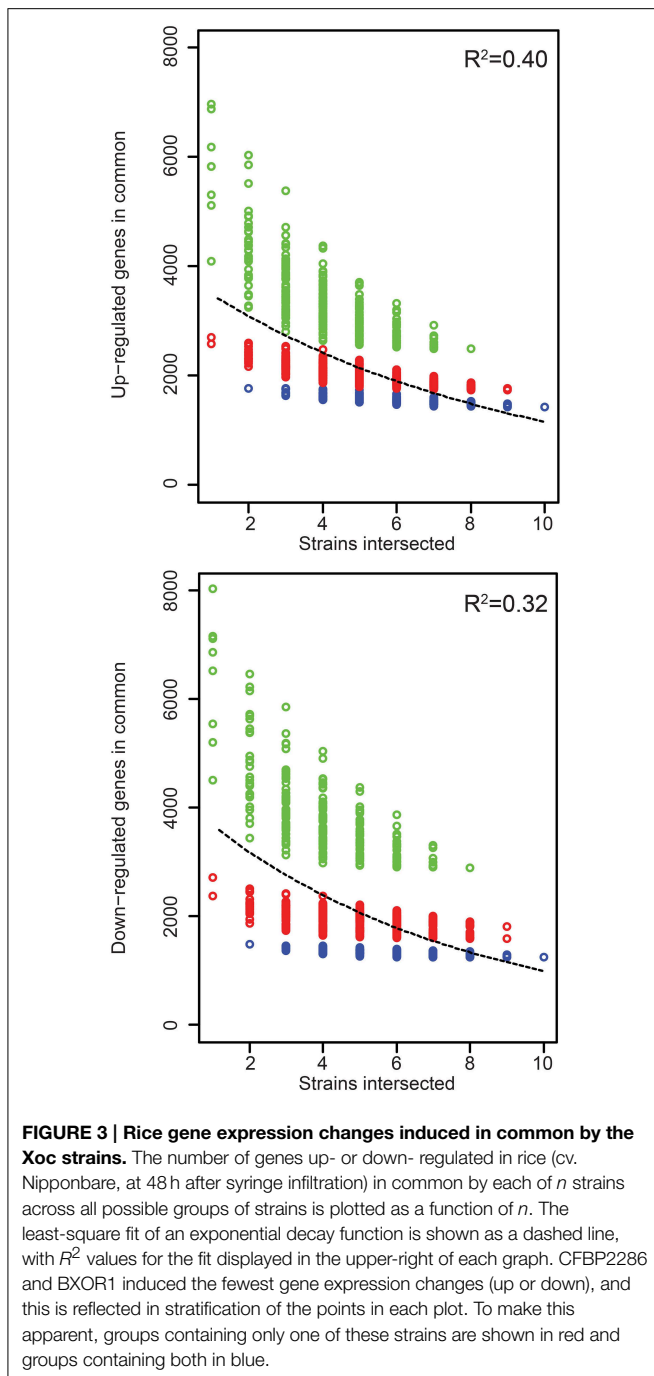 R²=0.40
8000
6000
4000
2000
0
Up-regulated genes in common
2 4 6 8 10
Strains intersected
R²=0.32
8000
6000
4000
2000
0
Down-regulated genes in common
2 4 6 8 10
Strains intersected
FIGURE 3 | Rice gene expression changes induced in common by the
Xoc strains. The number of genes up- or down- regulated in rice (cv.
Nipponbare, at 48 h after syringe infiltration) in common by each of n strains
across all possible groups of strains is plotted as a function of n. The
least-square fit of an exponential decay function is shown as a dashed line,
with R² values for the fit displayed in the upper-right of each graph. CFBP2286
and BXOR1 induced the fewest gene expression changes (up or down), and
this is reflected in stratification of the points in each plot. To make this
apparent, groups containing only one of these strains are shown in red and
groups containing both in blue.